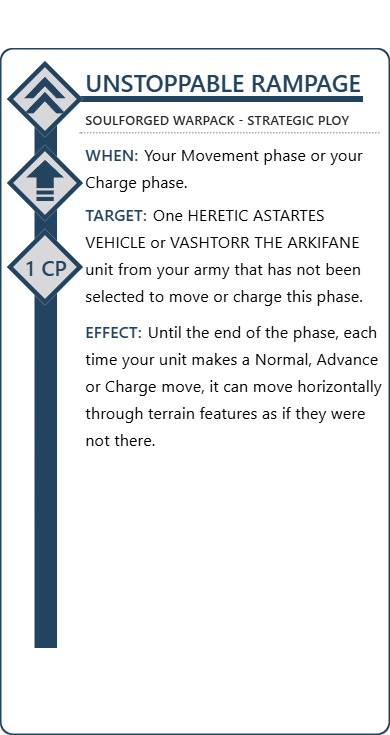 UNSTOPPABLE RAMPAGE
SOULFORGED WARPACK - STRATEGIC PLOY
WHEN: Your Movement phase or your
Charge phase.
TARGET: One HERETIC ASTARTES
VEHICLE or VASHTORR THE ARKIFANE
unit from your army that has not been
selected to move or charge this phase.
1 CP
EFFECT: Until the end of the phase, each
time your unit makes a Normal, Advance
or Charge move, it can move horizontally
through terrain features as if they were
not there.